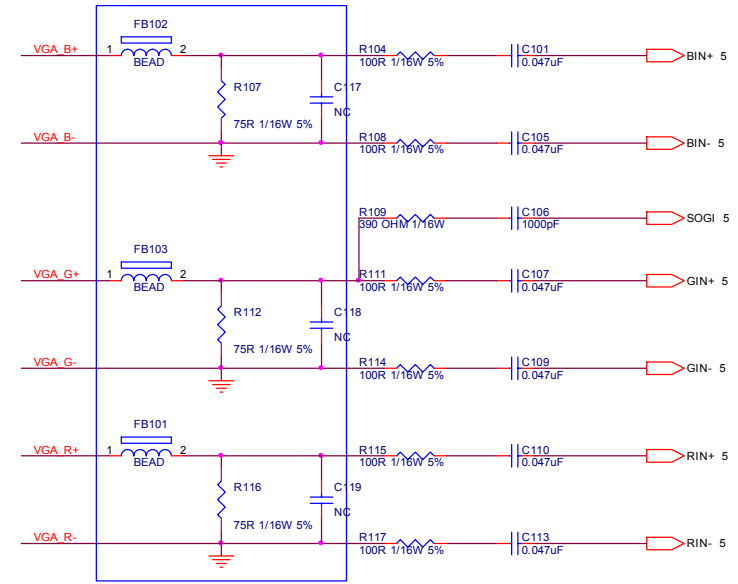 FB102
VGA_B+ 1 2 R104 C101 BIN+ 5
BEAD 100R 1/16W 5% 0.047uF
R107 C117
NC
75R 1/16W 5%
VGA_B- R108 C105 BIN- 5
100R 1/16W 5% 0.047uF
R109 C106 SOGI 5
390 OHM 1/16W 1000pF
FB103
VGA_G+ 1 2 R111 C107 GIN+ 5
BEAD 100R 1/16W 5% 0.047uF
R112 C118
NC
75R 1/16W 5%
VGA_G- R114 C109 GIN- 5
100R 1/16W 5% 0.047uF
FB101
VGA_R+ 1 2 R115 C110 RIN+ 5
BEAD 100R 1/16W 5% 0.047uF
R116 C119
NC
75R 1/16W 5%
VGA_R- R117 C113 RIN- 5
100R 1/16W 5% 0.047uF